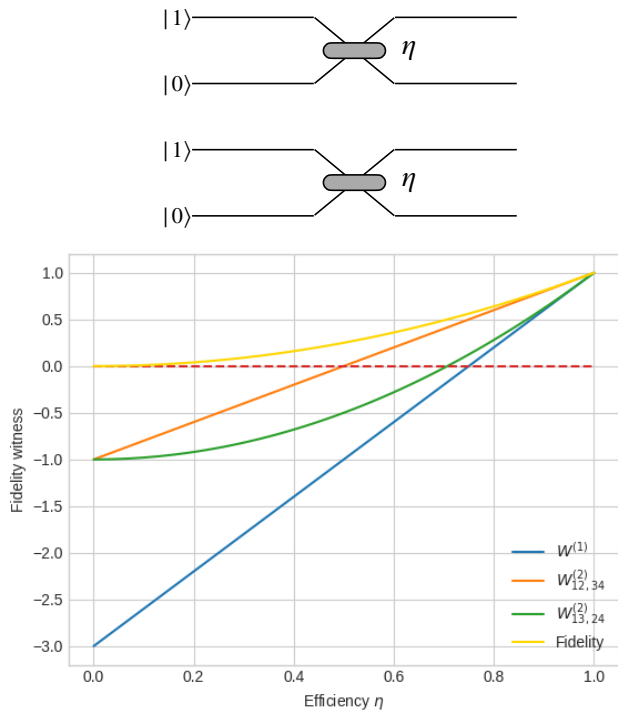 |1⟩
η
|0⟩
|1⟩
η
|0⟩
1.0
0.5
0.0
−0.5
−1.0
−1.5
−2.0
−2.5
−3.0
Fidelity witness
W^{(1)}
W^{(2)}_{12, 34}
W^{(2)}_{13, 24}
Fidelity
0.0 0.2 0.4 0.6 0.8 1.0
Efficiency η